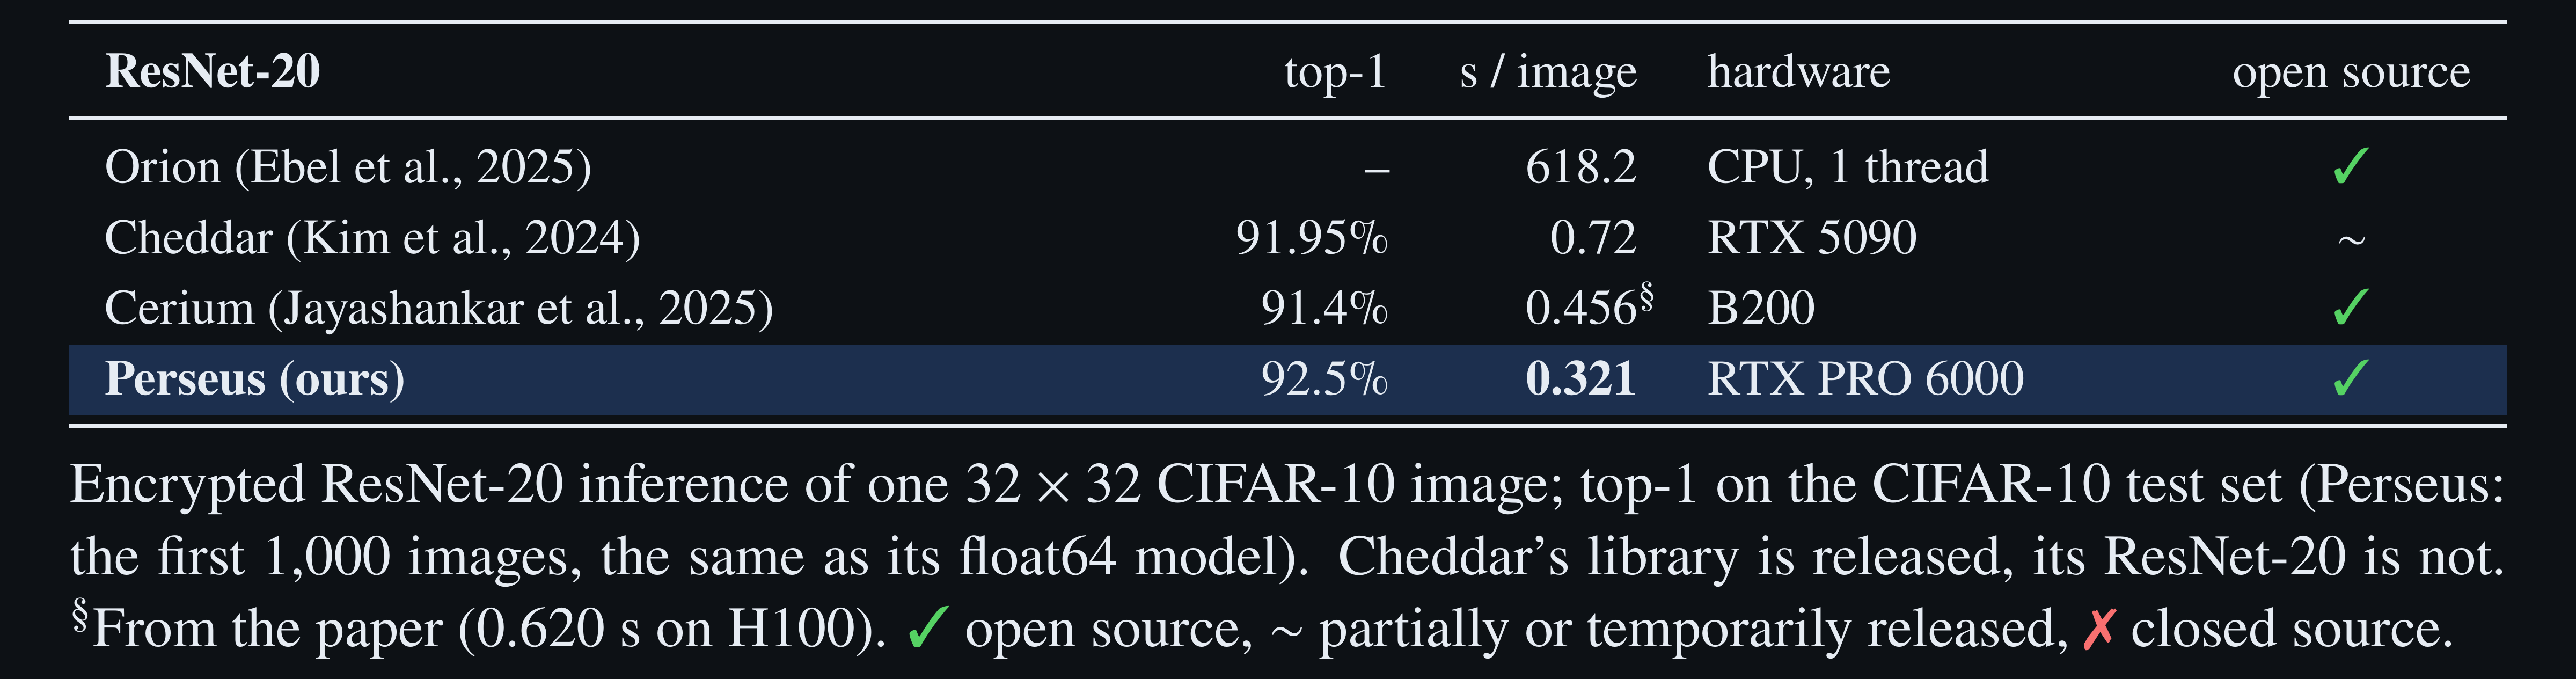 ResNet-20 top-1 s / image hardware open source
Orion (Ebel et al., 2025) – 618.2 CPU, 1 thread ✓
Cheddar (Kim et al., 2024) 91.95% 0.72 RTX 5090 ~
Cerium (Jayashankar et al., 2025) 91.4% 0.456§ B200 ✓
Perseus (ours) 92.5% 0.321 RTX PRO 6000 ✓
Encrypted ResNet-20 inference of one 32 × 32 CIFAR-10 image; top-1 on the CIFAR-10 test set (Perseus:
the first 1,000 images, the same as its float64 model). Cheddar’s library is released, its ResNet-20 is not.
§From the paper (0.620 s on H100). ✓ open source, ~ partially or temporarily released, ✗ closed source.